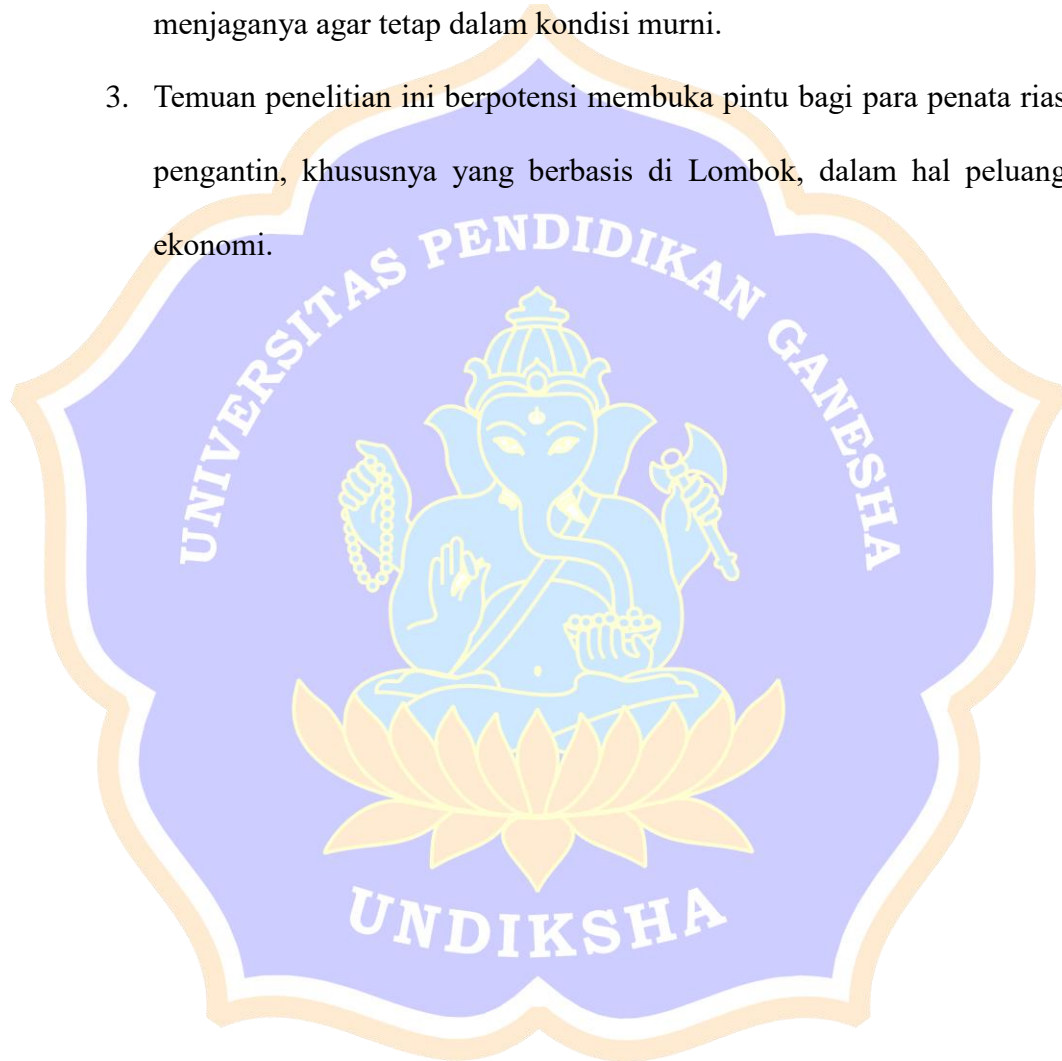 menjaganya agar tetap dalam kondisi murni.
3. Temuan penelitian ini berpotensi membuka pintu bagi para penata rias
pengantin, khususnya yang berbasis di Lombok, dalam hal peluang
ekonomi.
UNIVERSITAS PENDIDIKAN GANESHA
UNDIKSHA